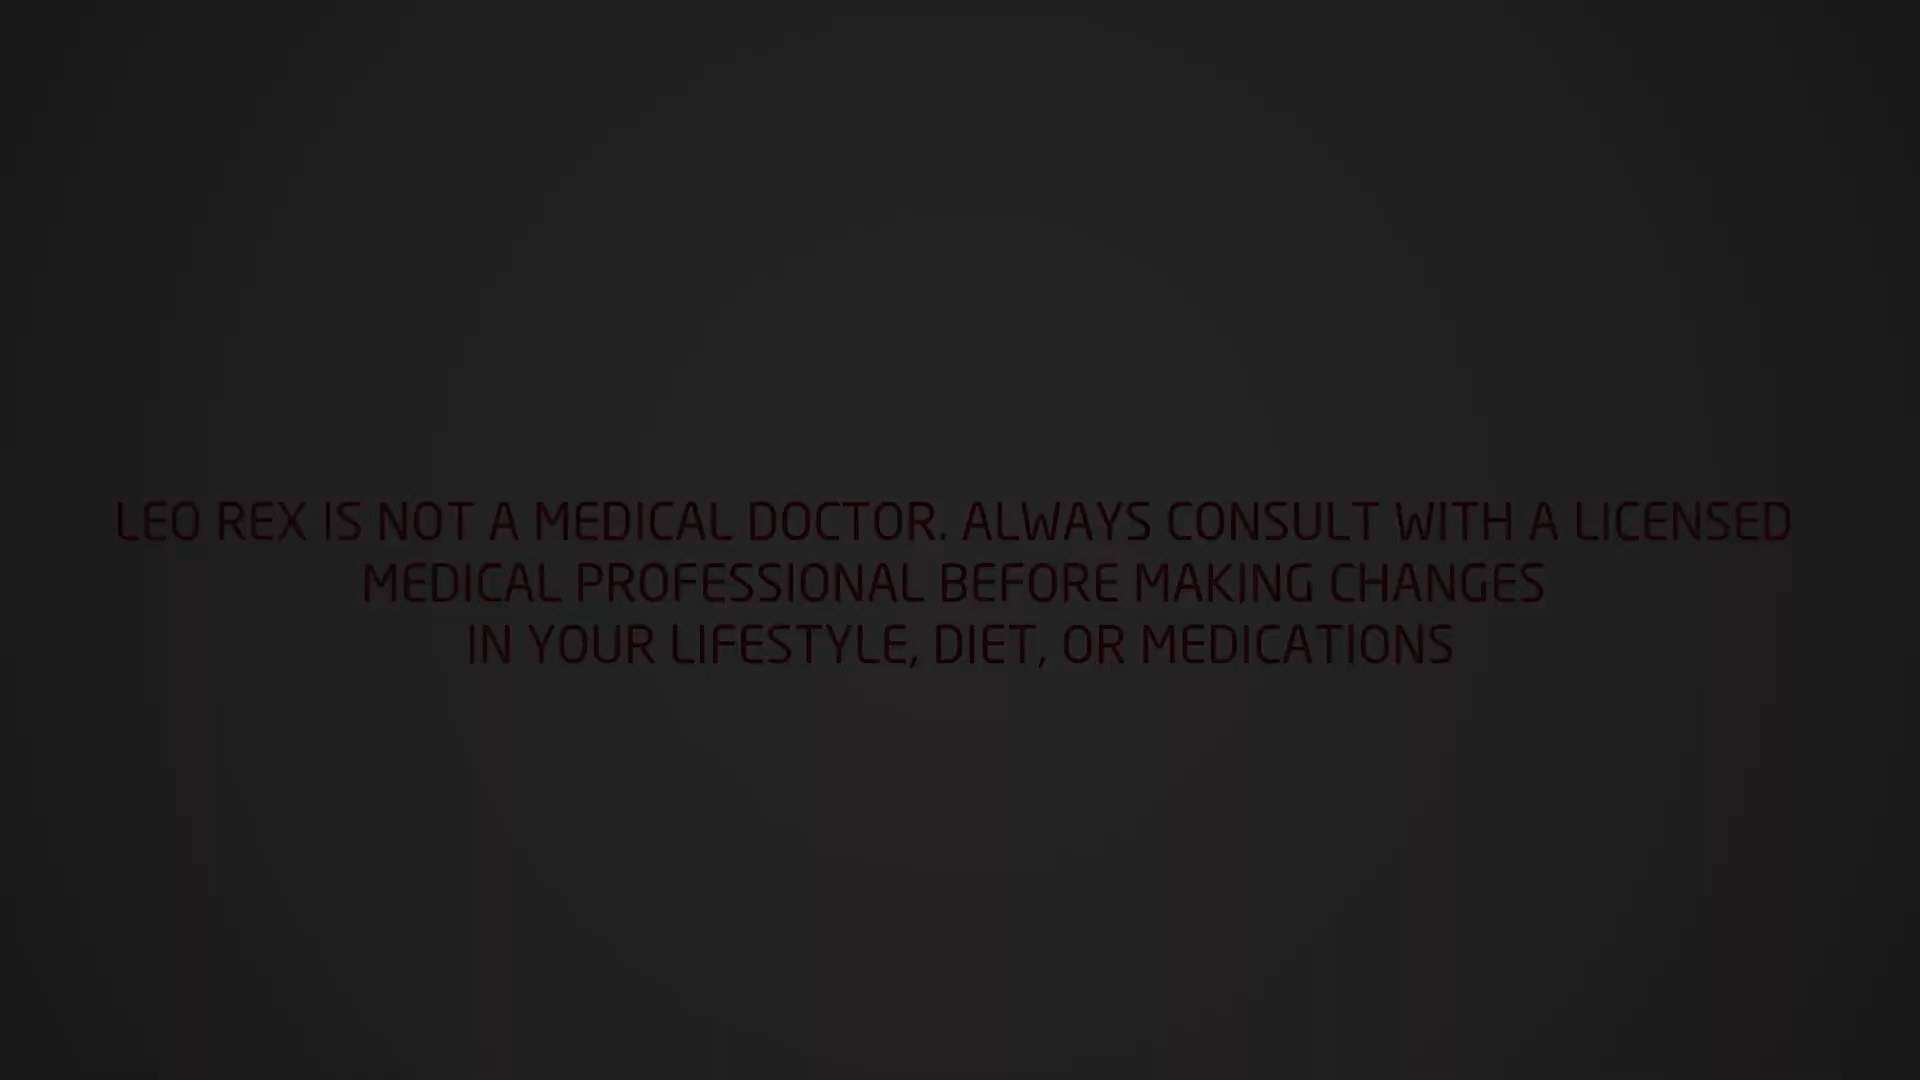 LEO REX IS NOT A MEDICAL DOCTOR. ALWAYS CONSULT WITH A LICENSED
MEDICAL PROFESSIONAL BEFORE MAKING CHANGES
IN YOUR LIFESTYLE, DIET, OR MEDICATIONS